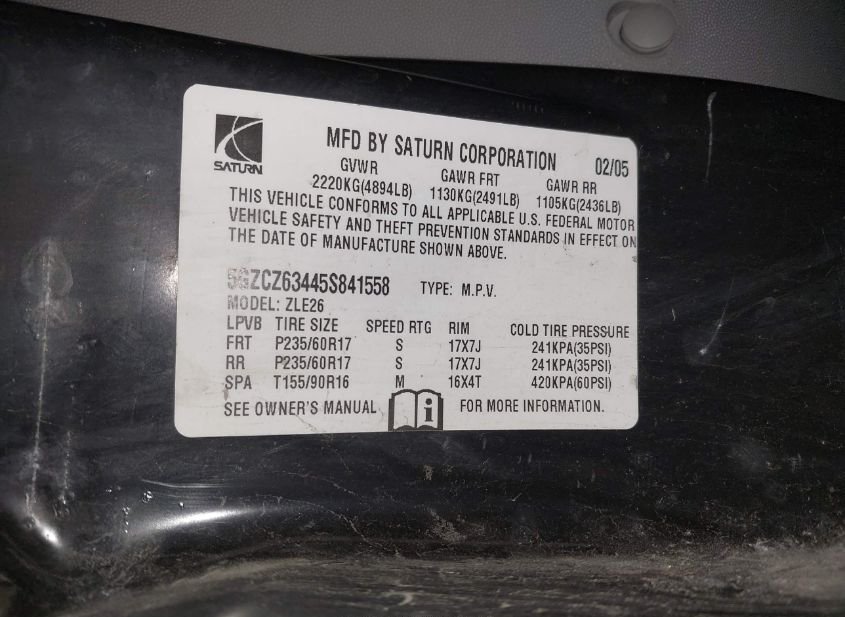 SATURN
MFD BY SATURN CORPORATION 02/05
GVWR GAWR FRT GAWR RR
2220KG(4894LB) 1130KG(2491LB) 1105KG(2436LB)
THIS VEHICLE CONFORMS TO ALL APPLICABLE U.S. FEDERAL MOTOR
VEHICLE SAFETY AND THEFT PREVENTION STANDARDS IN EFFECT ON
THE DATE OF MANUFACTURE SHOWN ABOVE.
5GZCZ63445S841558 TYPE: M.P.V.
MODEL: ZLE26
LPVB TIRE SIZE SPEED RTG RIM COLD TIRE PRESSURE
FRT P235/60R17 S 17X7J 241KPA(35PSI)
RR P235/60R17 S 17X7J 241KPA(35PSI)
SPA T155/90R16 M 16X4T 420KPA(60PSI)
SEE OWNER'S MANUAL i FOR MORE INFORMATION.